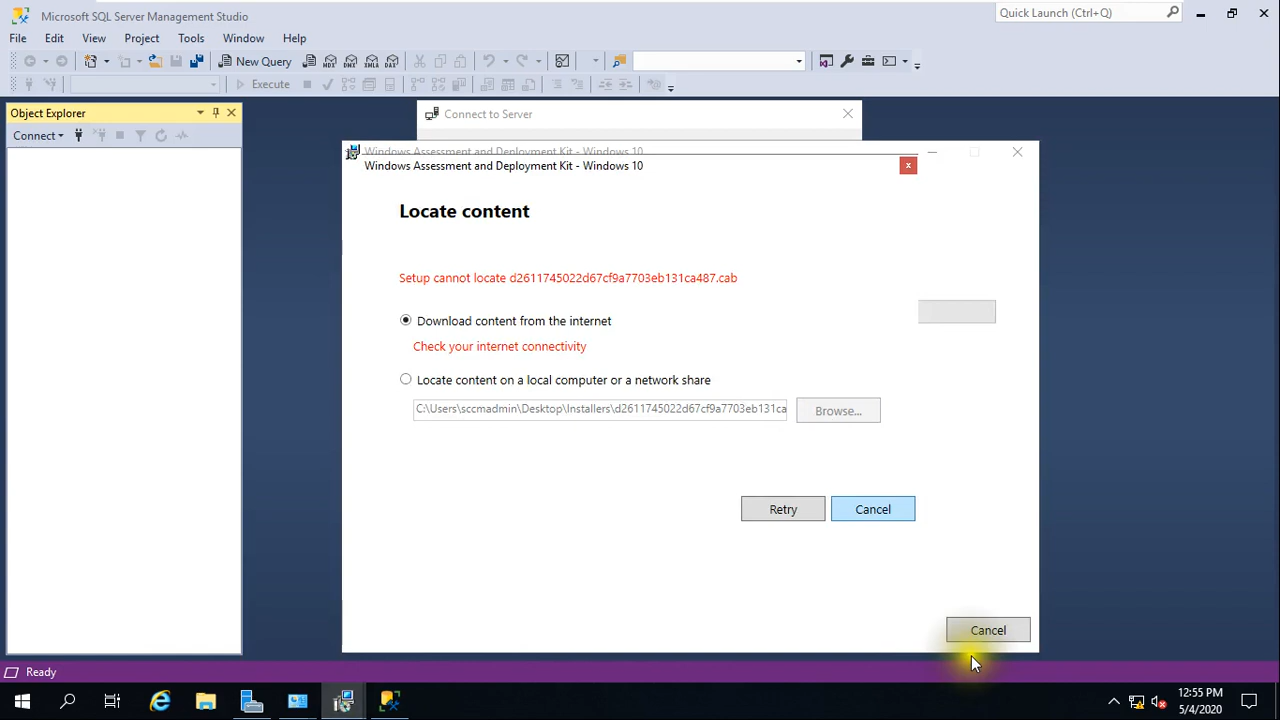 Microsoft SQL Server Management Studio
Quick Launch (Ctrl+Q)
File Edit View Project Tools Window Help
New Query
MDX DMX XMLA DAX
Execute
Object Explorer
Connect
Connect to Server
Windows Assessment and Deployment Kit - Windows 10
Windows Assessment and Deployment Kit - Windows 10
Locate content
Setup cannot locate d2611745022d67cf9a7703eb131ca487.cab
Download content from the internet
Check your internet connectivity
Locate content on a local computer or a network share
C:\Users\sccmadmin\Desktop\Installers\d2611745022d67cf9a7703eb131ca
Browse...
Retry Cancel
Cancel
Ready
12:55 PM
5/4/2020